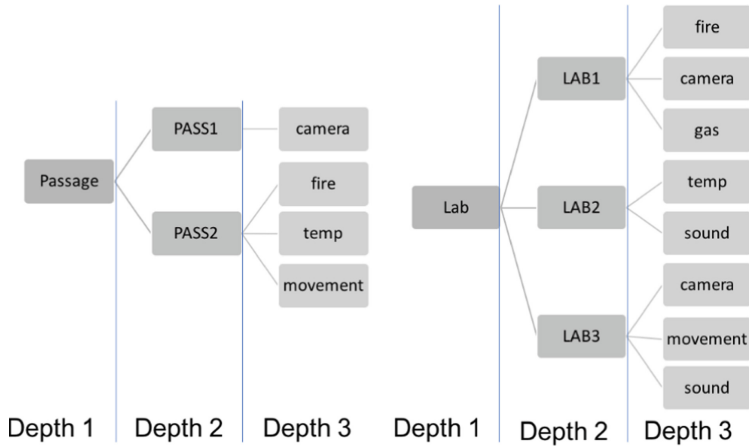 Passage
PASS1
PASS2
camera
fire
temp
movement
Depth 1
Depth 2
Depth 3
Lab
LAB1
LAB2
LAB3
fire
camera
gas
temp
sound
camera
movement
sound
Depth 1
Depth 2
Depth 3